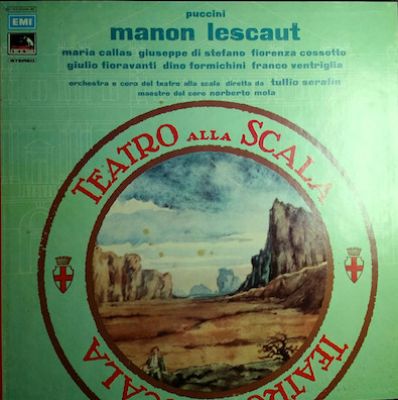 puccini
EMI
manon lescaut
STEREO
maria callas giuseppe di stefano fiorenza cossotto
giulio fioravanti dino formichini franco ventriglia
orchestra e coro del teatro alla scala diretta da tullio serafin
maestro del coro norberto mola
TEATRO ALLA SCALA
TEATRO
SCALA